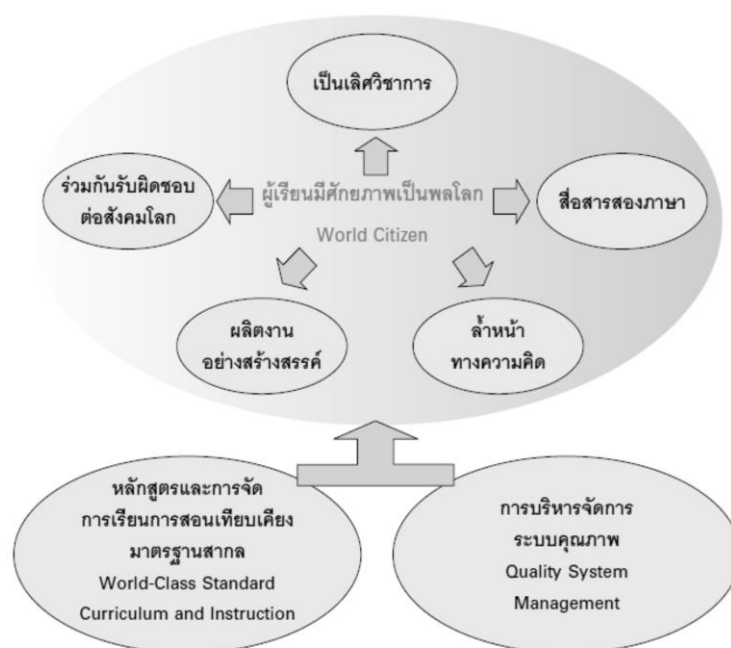 เป็นเลิศวิชาการ
ร่วมกันรับผิดชอบ
ต่อสังคมโลก
ผู้เรียนมีศักยภาพเป็นพลโลก
World Citizen
สื่อสารสองภาษา
ผลิตงาน
อย่างสร้างสรรค์
ล้ำหน้า
ทางความคิด
หลักสูตรและการจัด
การเรียนการสอนเทียบเคียง
มาตรฐานสากล
World-Class Standard
Curriculum and Instruction
การบริหารจัดการ
ระบบคุณภาพ
Quality System
Management